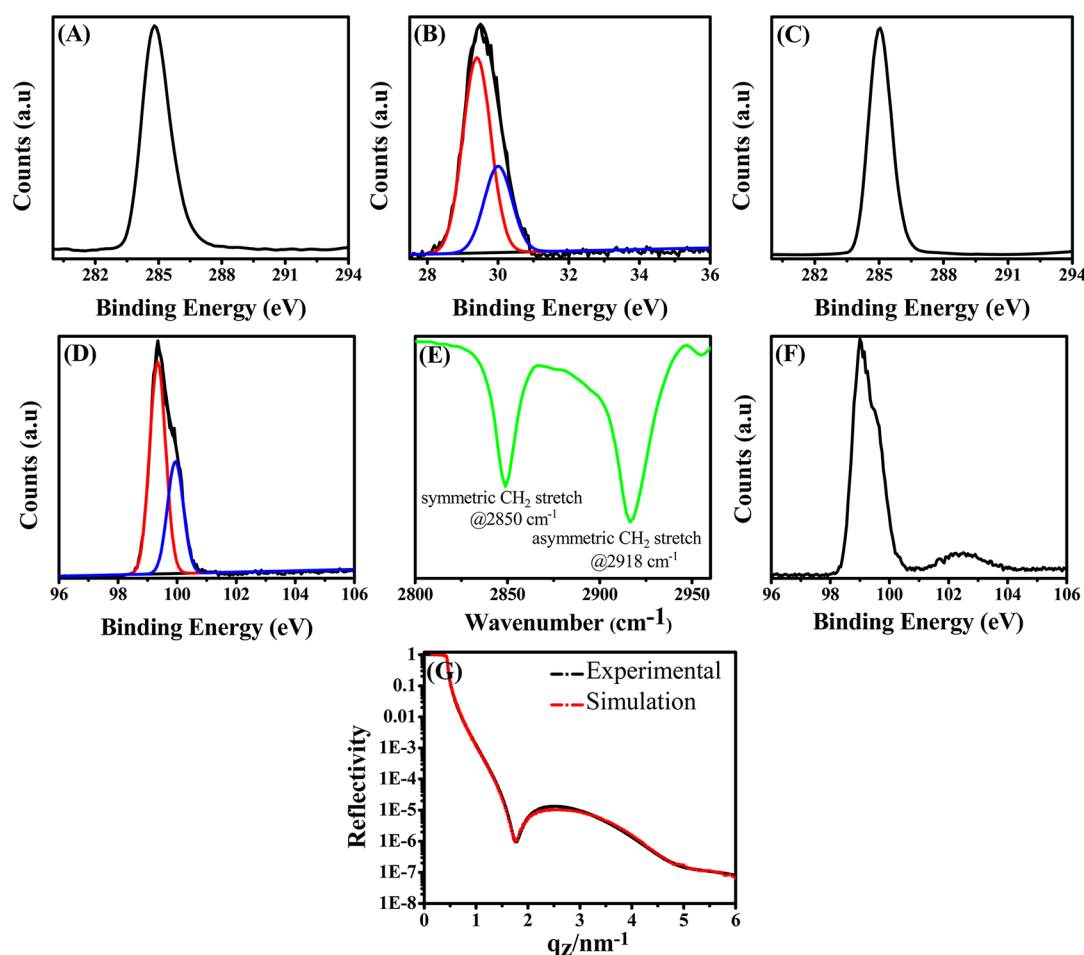 (A)
Counts (a.u)
282 285 288 291 294
Binding Energy (eV)
(B)
Counts (a.u)
28 30 32 34 36
Binding Energy (eV)
(C)
Counts (a.u)
282 285 288 291 294
Binding Energy (eV)
(D)
Counts (a.u)
96 98 100 102 104 106
Binding Energy (eV)
(E)
symmetric CH2 stretch
@2850 cm-1
asymmetric CH2 stretch
@2918 cm-1
2800 2850 2900 2950
Wavenumber (cm-1)
(F)
Counts (a.u)
96 98 100 102 104 106
Binding Energy (eV)
(G)
Experimental
Simulation
Reflectivity
1
0.1
0.01
1E-3
1E-4
1E-5
1E-6
1E-7
1E-8
0 1 2 3 4 5 6
qz/nm-1